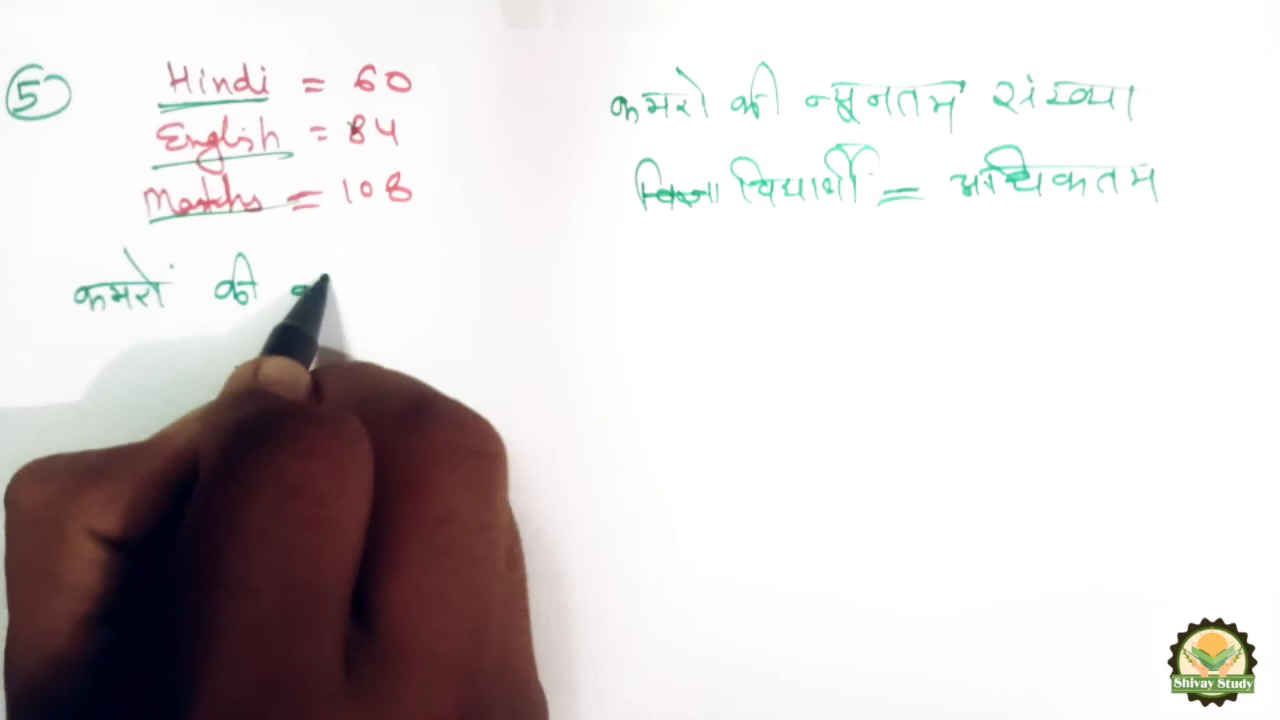 5
Hindi = 60
English = 84
Maths = 108
कमरों की
कमरो की न्युनतम संख्या
विद्यार्थी = अधिकतम
Shivay Study